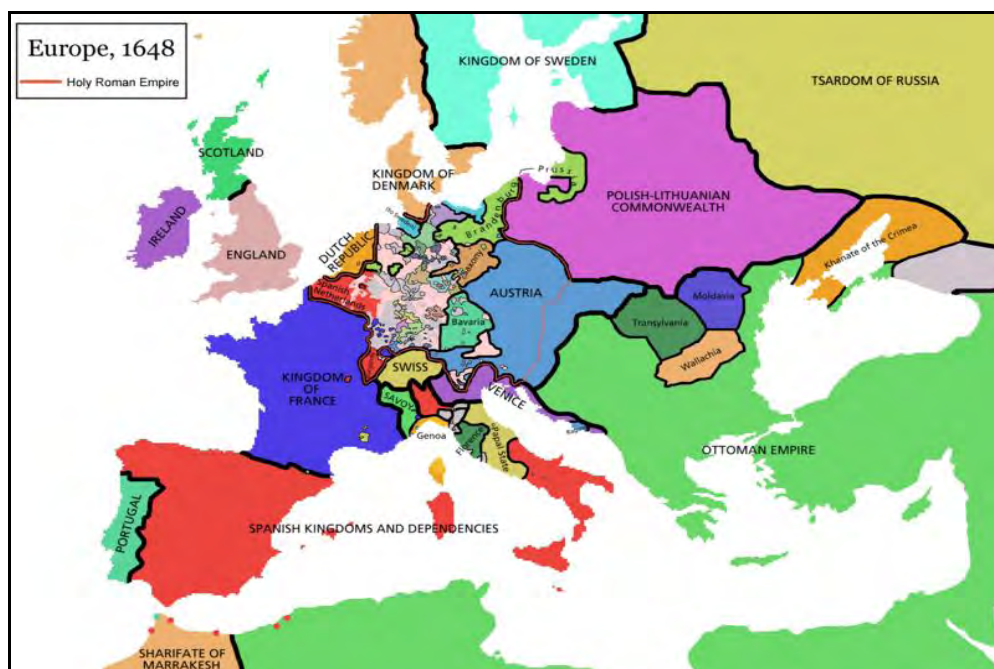 Europe, 1648
Holy Roman Empire
KINGDOM OF SWEDEN
TSARDOM OF RUSSIA
SCOTLAND
KINGDOM OF
DENMARK
Prussia
Brandenburg
POLISH-LITHUANIAN
COMMONWEALTH
IRELAND
ENGLAND
DUTCH
REPUBLIC
Saxony
Khanate of the Crimea
Spanish
Netherlands
AUSTRIA
Moldavia
Bavaria
Transylvania
Wallachia
KINGDOM
OF
FRANCE
SWISS
SAVOY
VENICE
Genoa
Florence
Papal State
OTTOMAN EMPIRE
PORTUGAL
SPANISH KINGDOMS AND DEPENDENCIES
SHARIFATE OF
MARRAKESH